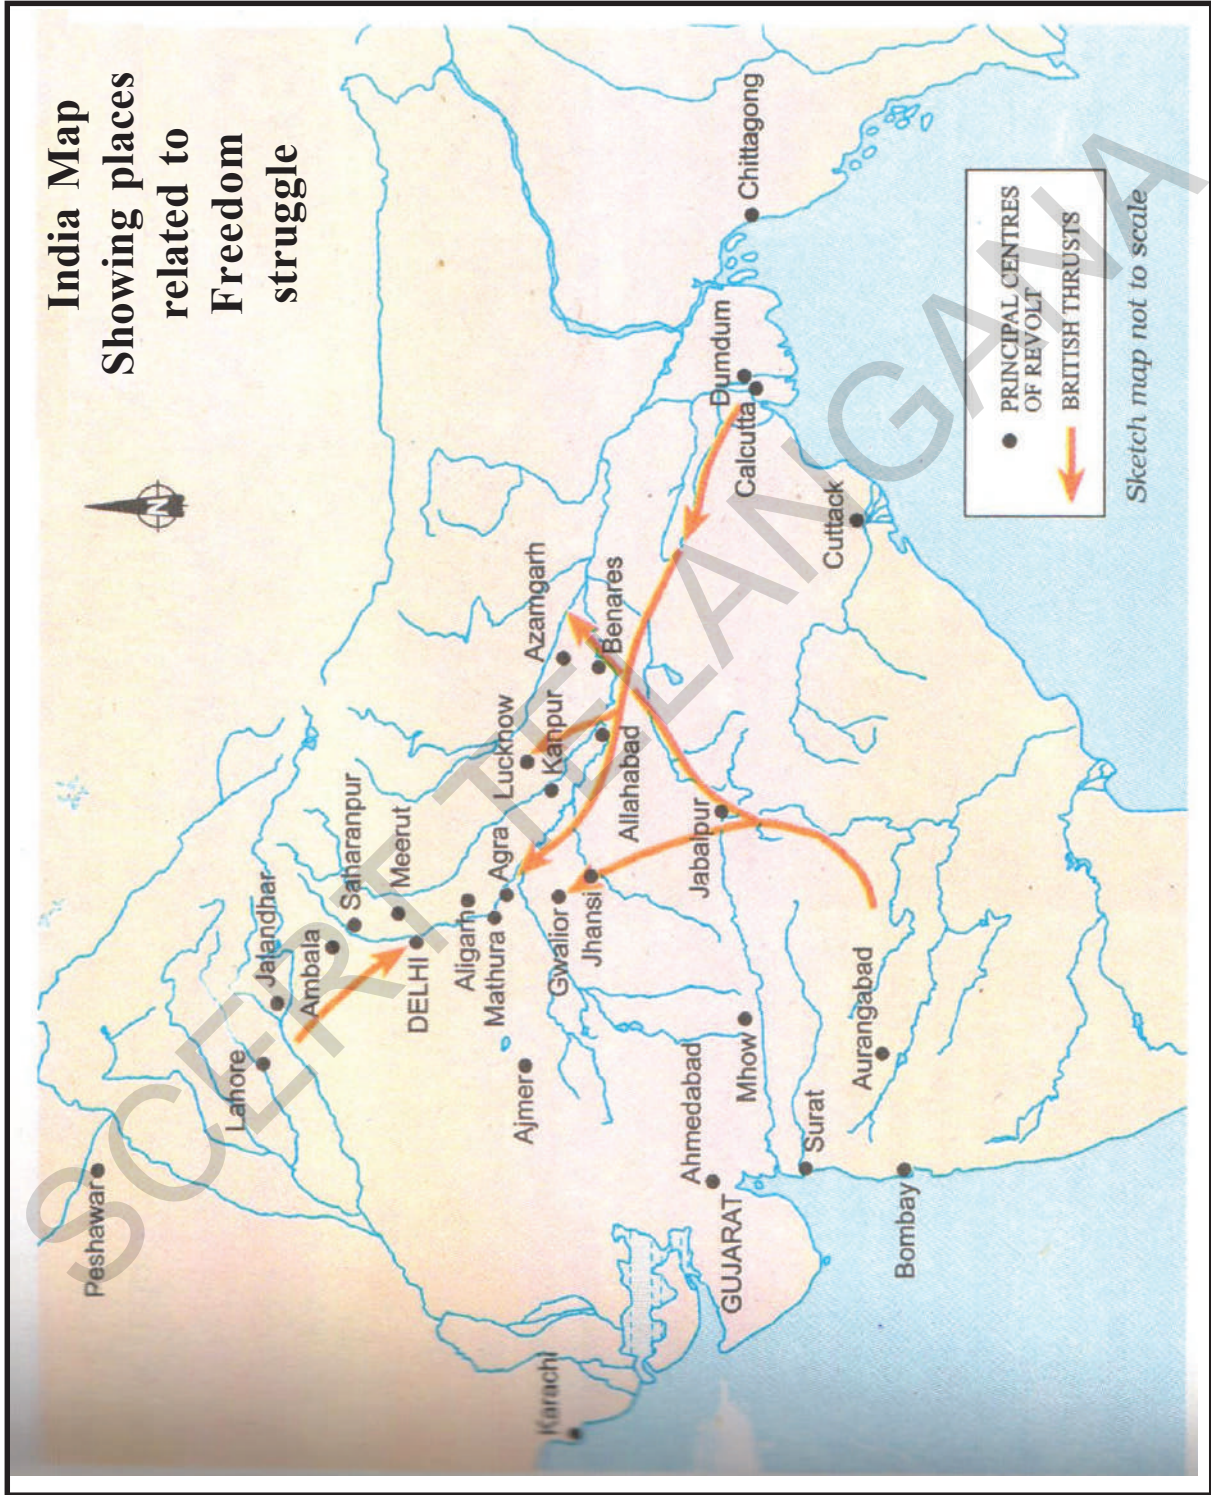 India Map
Showing places
related to
Freedom
struggle
N
Peshawar
Lahore
Jalandhar
Ambala
Saharanpur
Meerut
DELHI
Aligarh
Mathura
Agra
Ajmer
Gwalior
Jhansi
Lucknow
Kanpur
Azamgarh
Benares
Allahabad
Jabalpur
Karachi
Ahmedabad
GUJARAT
Mhow
Surat
Aurangabad
Bombay
Dumdum
Calcutta
Chittagong
Cuttack
PRINCIPAL CENTRES
OF REVOLT
BRITISH THRUSTS
Sketch map not to scale
SCERT TELANGANA